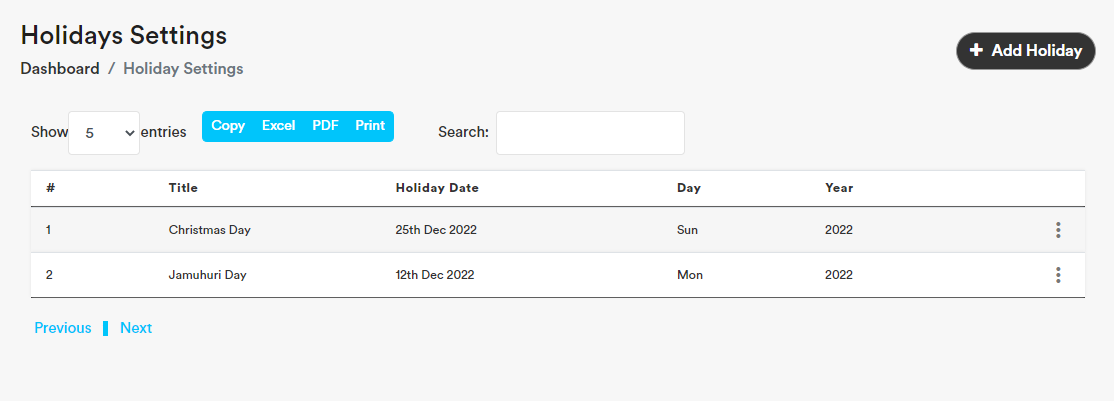 Holidays Settings
Dashboard / Holiday Settings
+ Add Holiday
Show 5 entries Copy Excel PDF Print Search:
# Title Holiday Date Day Year
1 Christmas Day 25th Dec 2022 Sun 2022
2 Jamuhuri Day 12th Dec 2022 Mon 2022
Previous Next